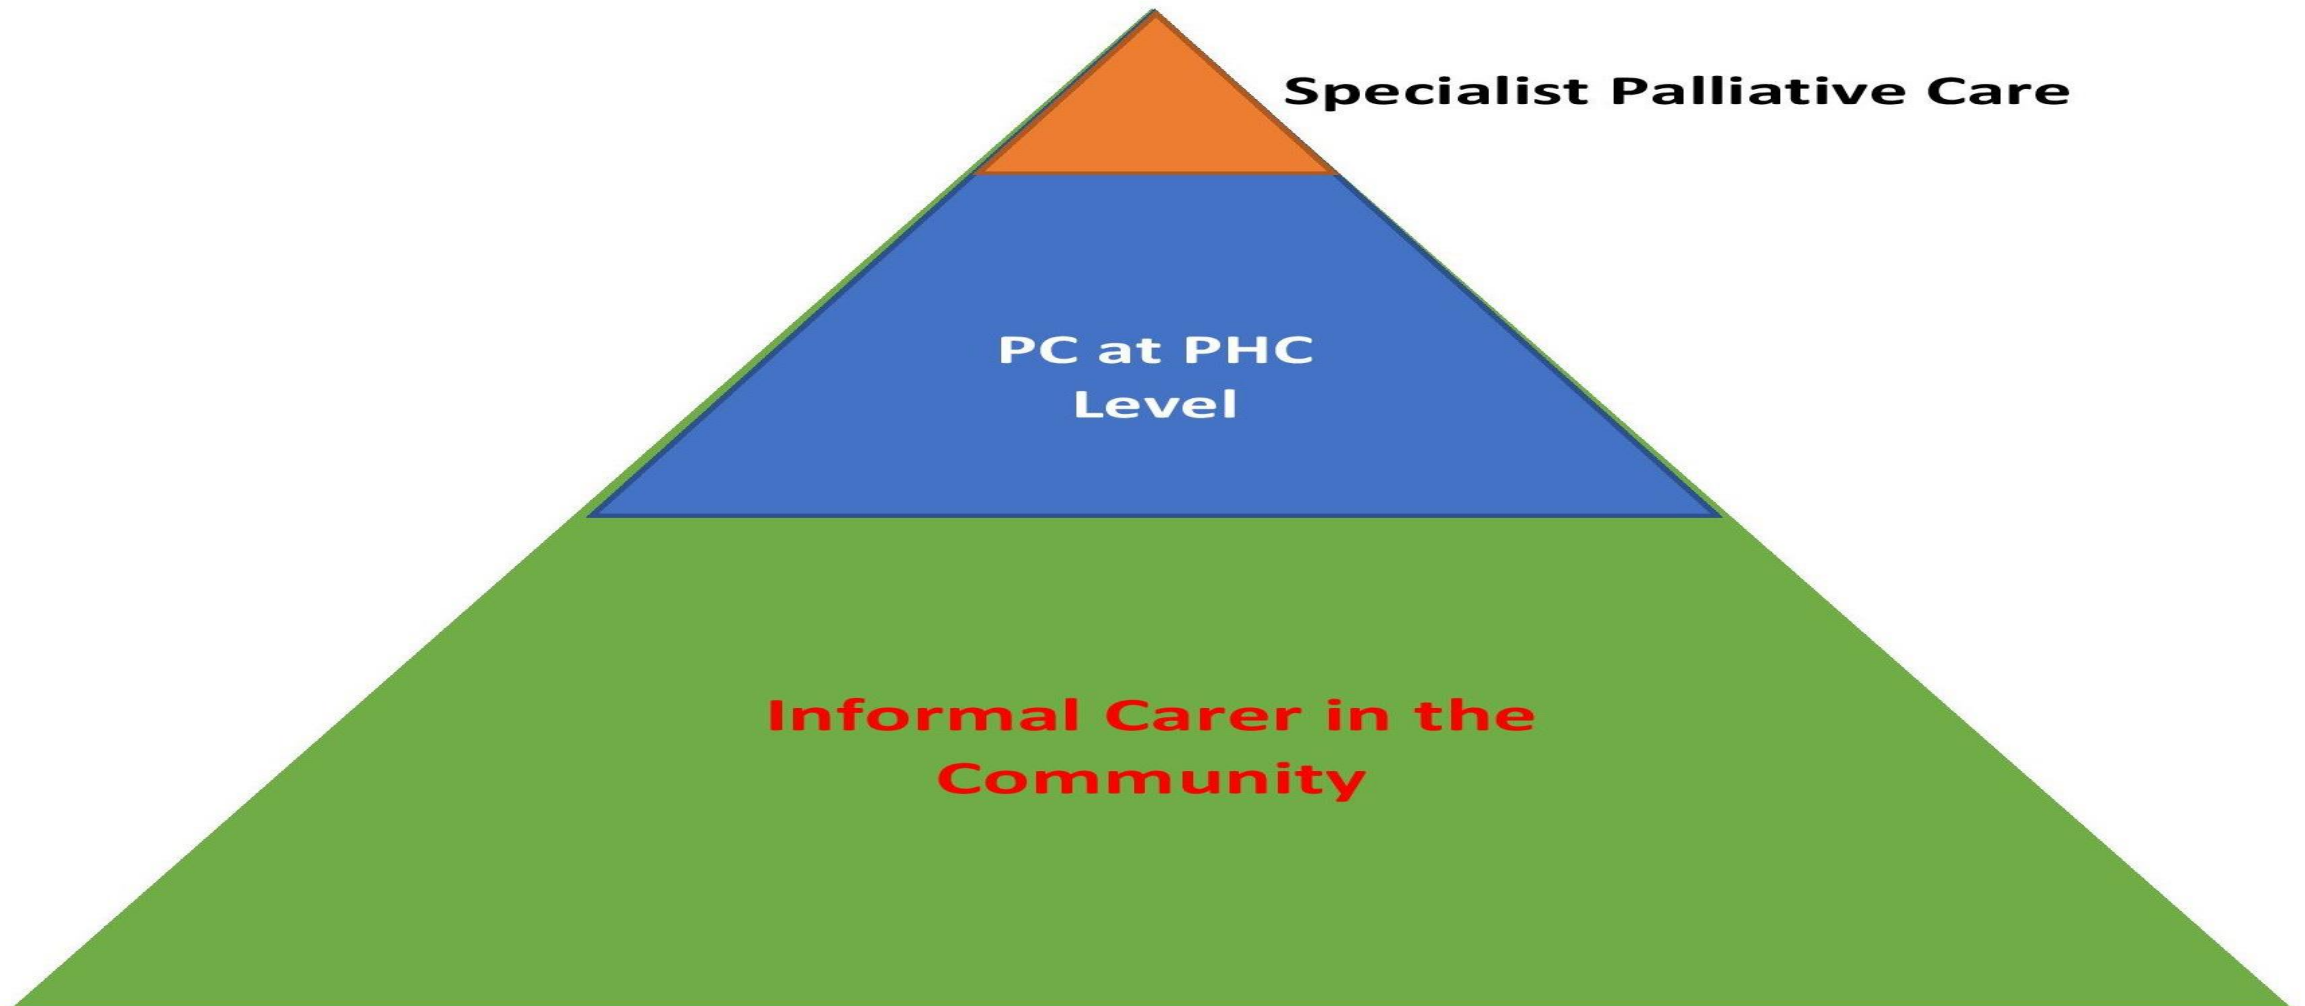 Specialist Palliative Care
PC at PHC
Level
Informal Carer in the
Community